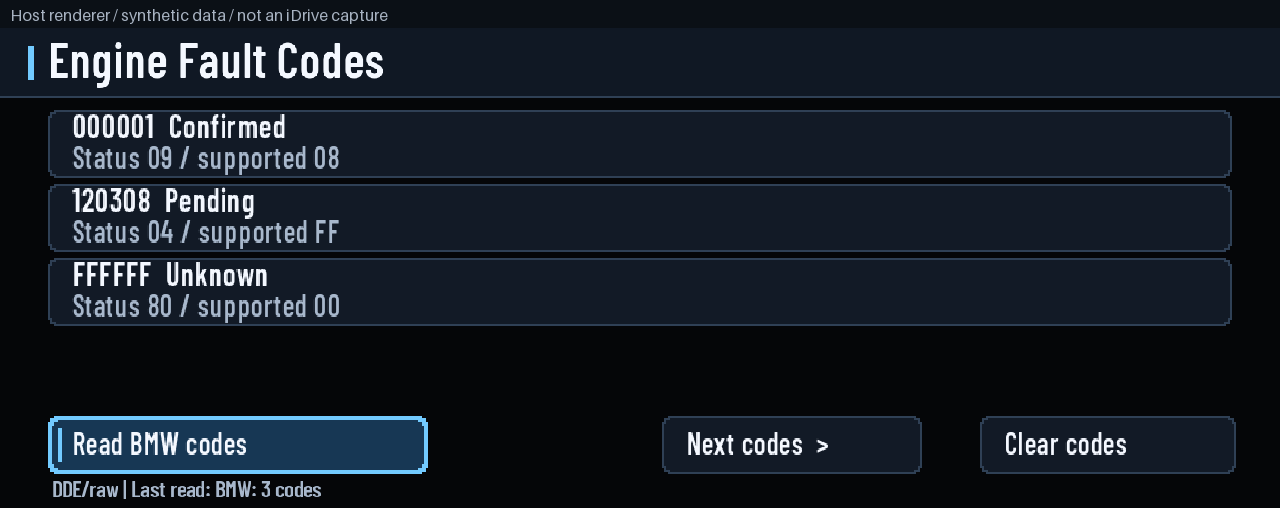 Host renderer / synthetic data / not an iDrive capture
Engine Fault Codes
000001 Confirmed
Status 09 / supported 08
120308 Pending
Status 04 / supported FF
FFFFFF Unknown
Status 80 / supported 00
Read BMW codes
Next codes >
Clear codes
DDE/raw | Last read: BMW: 3 codes